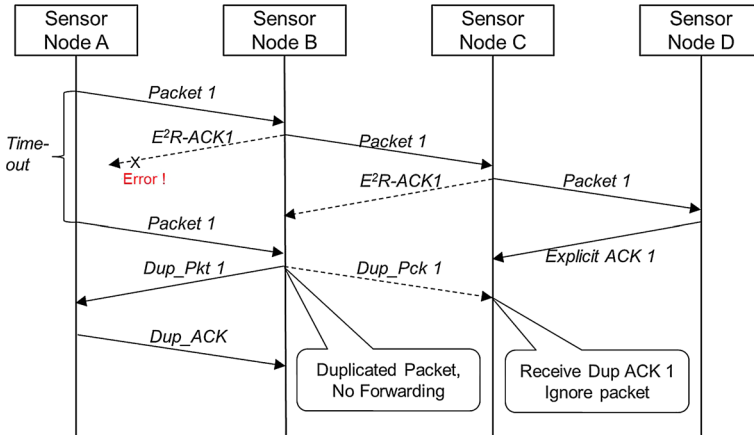 Sensor
Node A
Sensor
Node B
Sensor
Node C
Sensor
Node D
Packet 1
E²R-ACK1
Packet 1
Time-
out
X
Error !
E²R-ACK1
Packet 1
Packet 1
Explicit ACK 1
Dup_Pkt 1
Dup_Pck 1
Dup_ACK
Duplicated Packet,
No Forwarding
Receive Dup ACK 1
Ignore packet